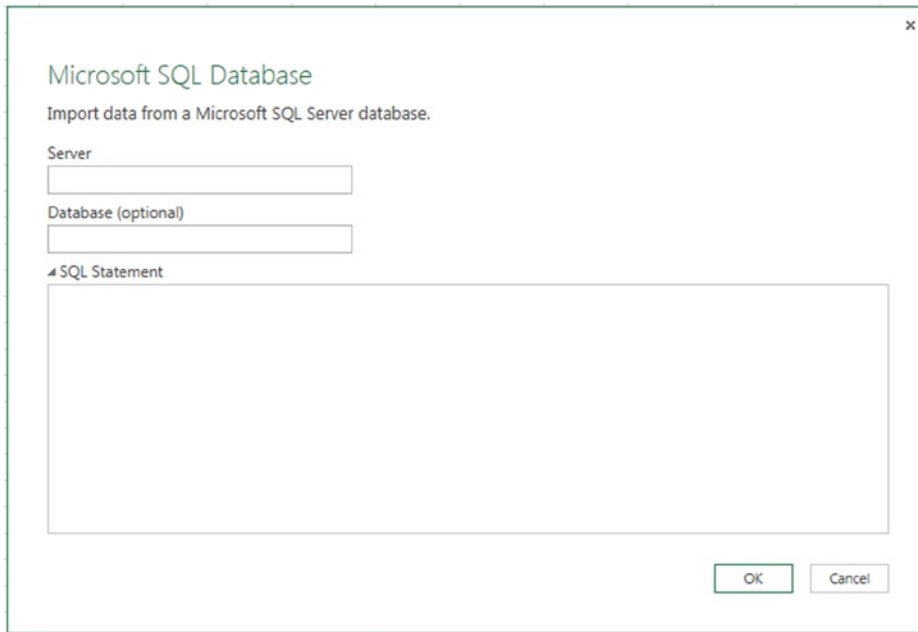 Microsoft SQL Database
Import data from a Microsoft SQL Server database.
Server
Database (optional)
SQL Statement
OK
Cancel